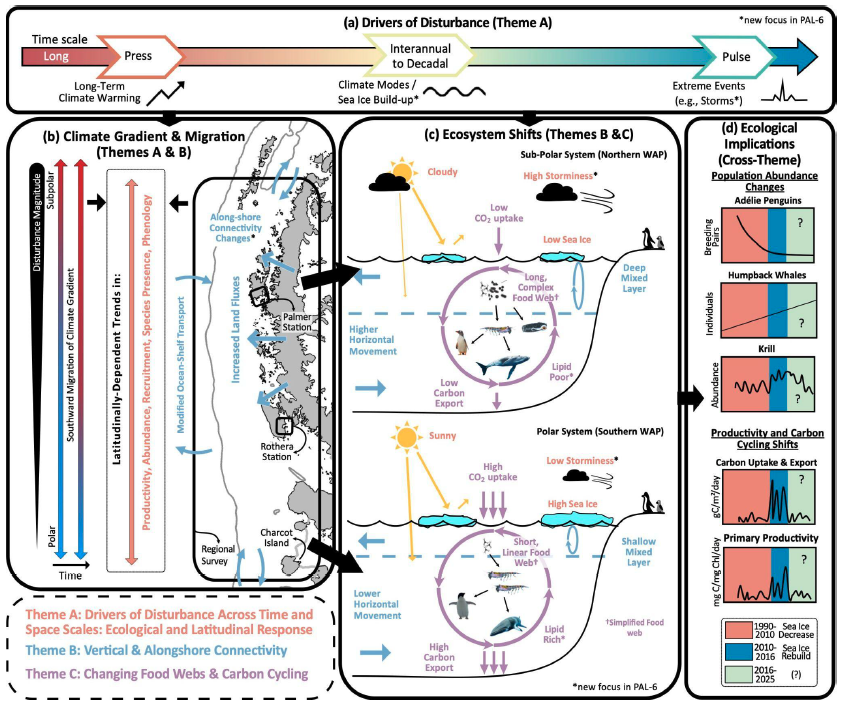 (a) Drivers of Disturbance (Theme A)
*new focus in PAL-6
Time scale
Long
Press
Interannual
to Decadal
Pulse
Long-Term
Climate Warming
Climate Modes /
Sea Ice Build-up*
Extreme Events
(e.g., Storms*)
(b) Climate Gradient & Migration
(Themes A & B)
Disturbance Magnitude
Subpolar
Polar
Southward Migration of Climate Gradient
Time
Latitudinally-Dependent Trends in:
Productivity, Abundance, Recruitment, Species Presence, Phenology
Modified Ocean-Shelf Transport
Along-shore
Connectivity
Changes*
Increased Land Fluxes
Palmer
Station
Rothera
Station
Charcot
Island
Regional
Survey
(c) Ecosystem Shifts (Themes B &C)
Sub-Polar System (Northern WAP)
Cloudy
High Storminess*
Low
CO₂ uptake
Low Sea Ice
Deep
Mixed
Layer
Long,
Complex
Food Web†
Higher
Horizontal
Movement
Lipid
Poor*
Low
Carbon
Export
Polar System (Southern WAP)
Sunny
High
CO₂ uptake
Low Storminess*
High Sea Ice
Shallow
Mixed
Layer
Short,
Linear Food
Web†
Lower
Horizontal
Movement
Lipid
Rich*
High
Carbon
Export
†Simplified Food
web
*new focus in PAL-6
(d) Ecological
Implications
(Cross-Theme)
Population Abundance
Changes
Adélie Penguins
Breeding
Pairs
?
Humpback Whales
Individuals
?
Krill
Abundance
?
Productivity and Carbon
Cycling Shifts
Carbon Uptake & Export
gC/m²/day
?
Primary Productivity
mg C/mg Chl/day
?
1990-
2010
Sea Ice
Decrease
2010-
2016
Sea Ice
Rebuild
2016-
2025
(?)
Theme A: Drivers of Disturbance Across Time and
Space Scales: Ecological and Latitudinal Response
Theme B: Vertical & Alongshore Connectivity
Theme C: Changing Food Webs & Carbon Cycling